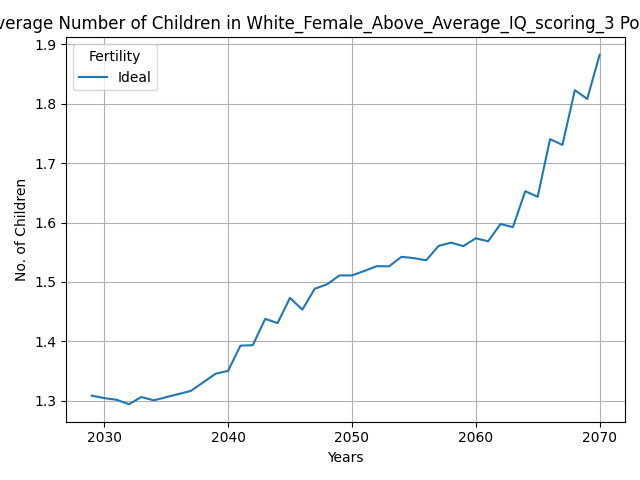 verage Number of Children in White_Female_Above_Average_IQ_scoring_3 Po
Fertility
Ideal
No. of Children
1.9
1.8
1.7
1.6
1.5
1.4
1.3
2030 2040 2050 2060 2070
Years